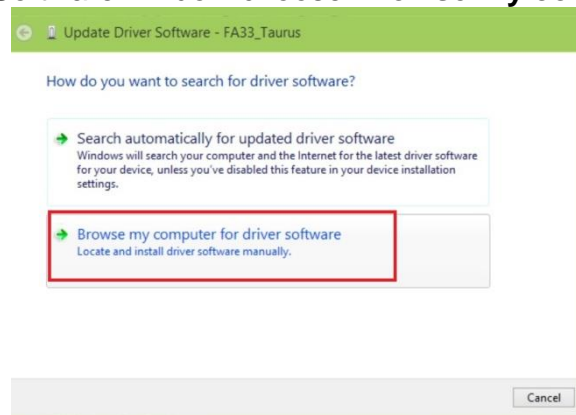 Update Driver Software - FA33_Taurus
How do you want to search for driver software?
Search automatically for updated driver software
Windows will search your computer and the Internet for the latest driver software
for your device, unless you've disabled this feature in your device installation
settings.
Browse my computer for driver software
Locate and install driver software manually.
Cancel